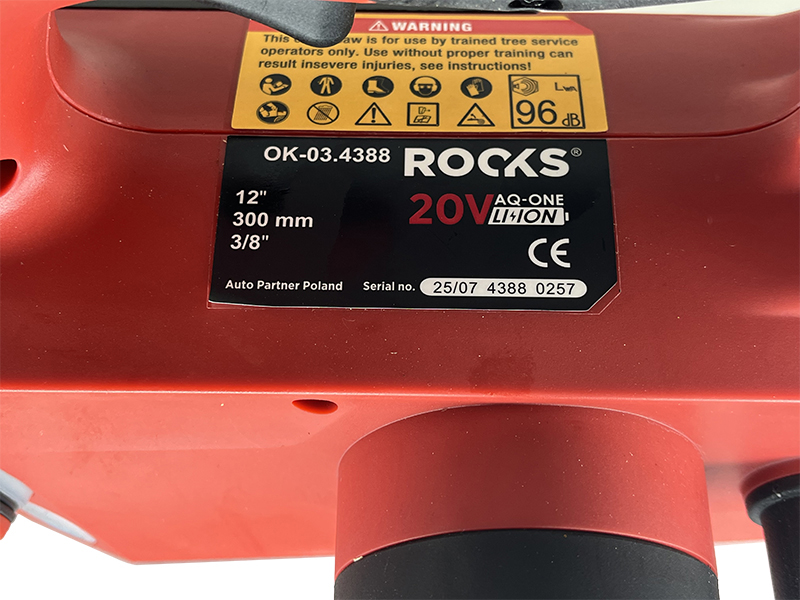 WARNING
This saw is for use by trained tree service
operators only. Use without proper training can
result insevere injuries, see instructions!
LWA
96 dB
OK-03.4388 ROCKS®
12"
300 mm
3/8"
20V AQ-ONE
LI-ION
CE
Auto Partner Poland Serial no. 25/07 4388 0257